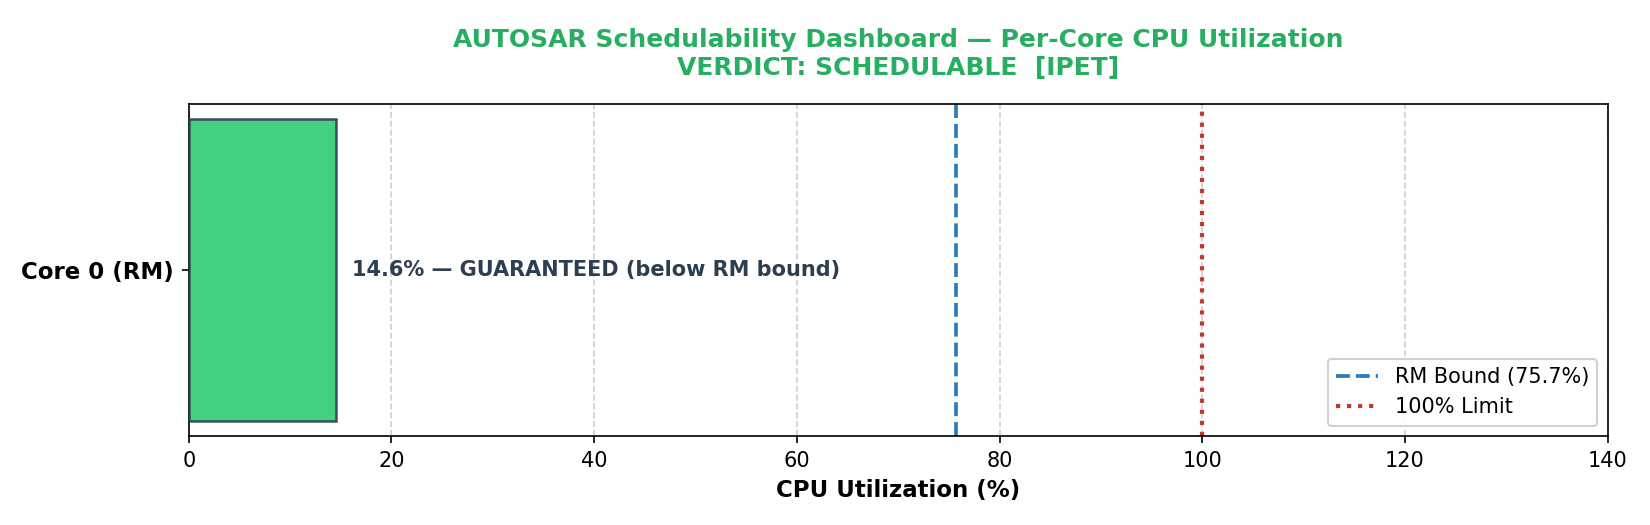 AUTOSAR Schedulability Dashboard — Per-Core CPU Utilization
VERDICT: SCHEDULABLE  [IPET]
Core 0 (RM)
14.6% — GUARANTEED (below RM bound)
RM Bound (75.7%)
100% Limit
0 20 40 60 80 100 120 140
CPU Utilization (%)